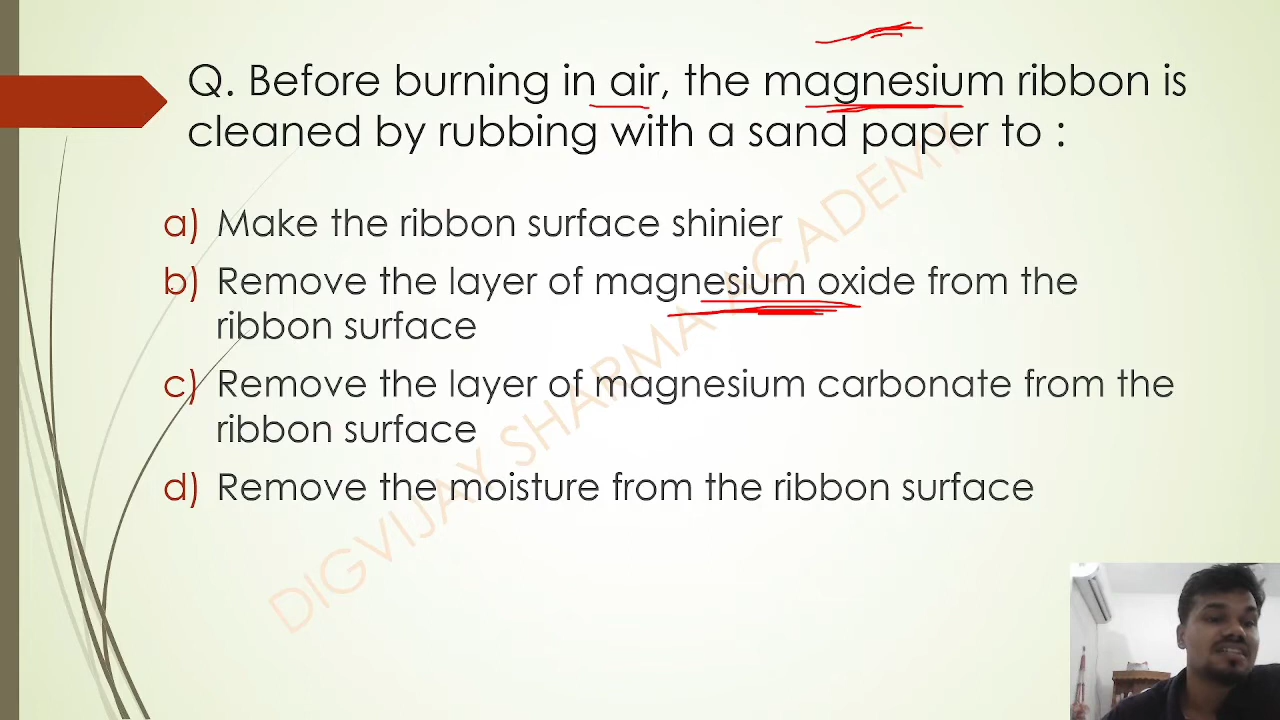 Q. Before burning in air, the magnesium ribbon is
cleaned by rubbing with a sand paper to :
a) Make the ribbon surface shinier
b) Remove the layer of magnesium oxide from the
ribbon surface
c) Remove the layer of magnesium carbonate from the
ribbon surface
d) Remove the moisture from the ribbon surface
DIGVIJAY SHARMA ACADEMY